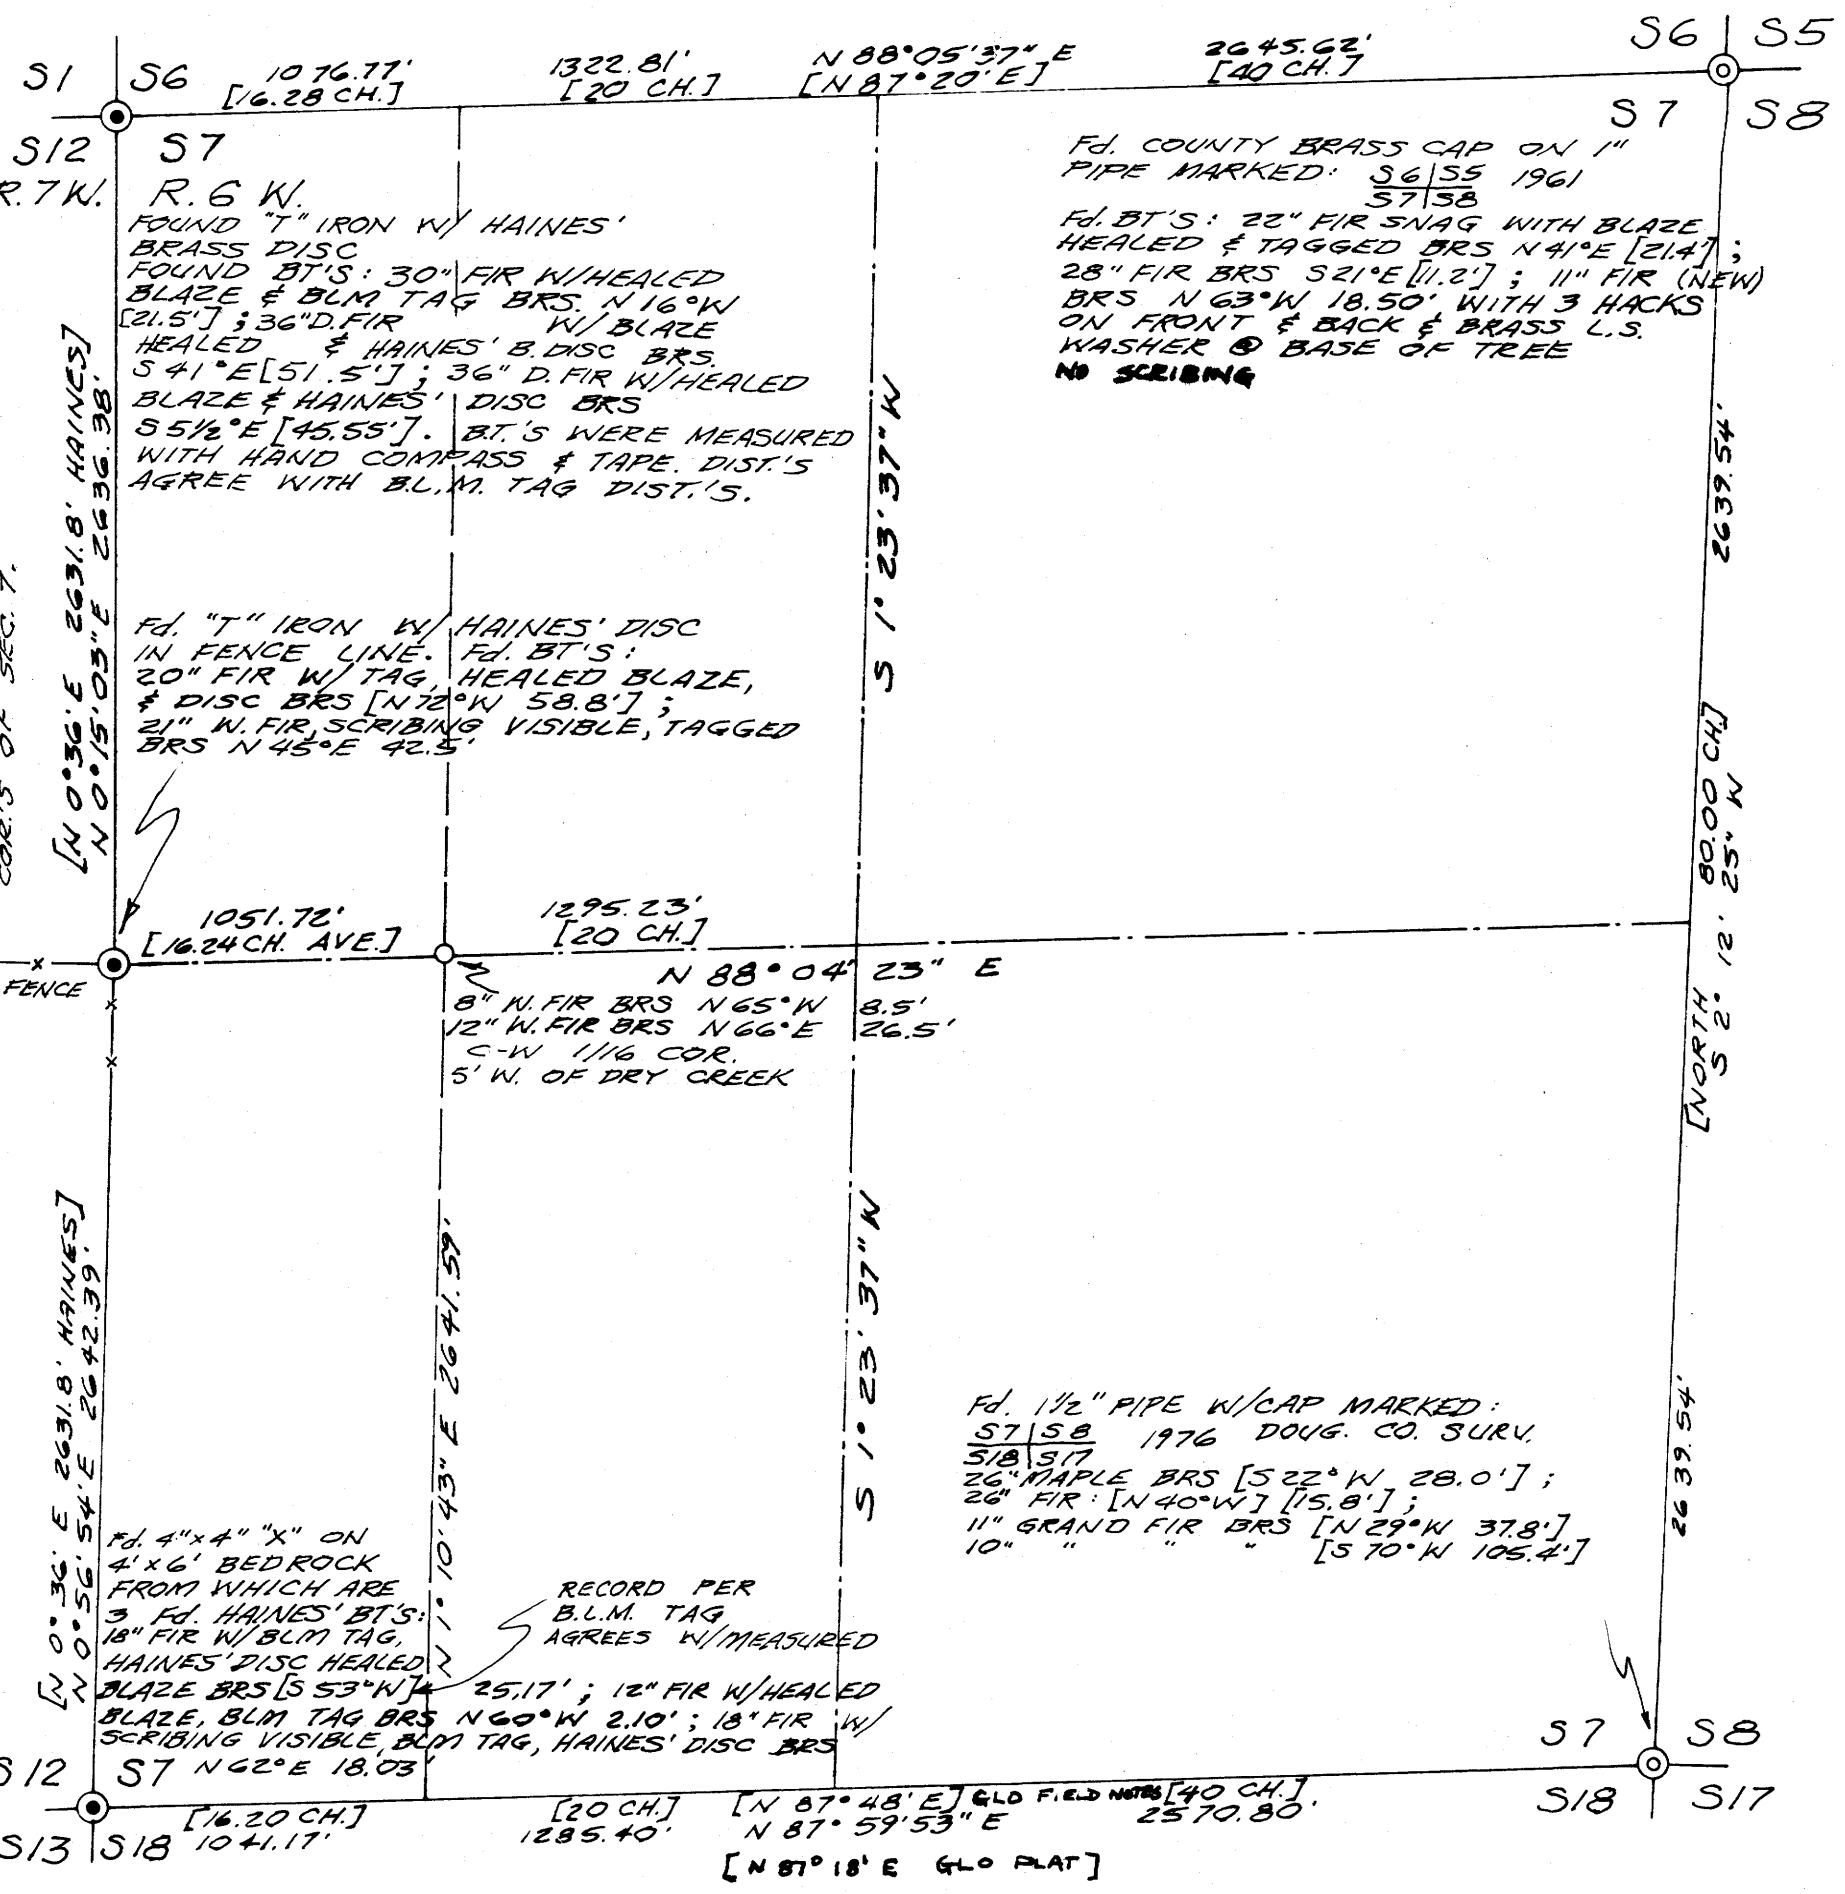 S1 S6 1076.77' 1322.81' N 88°05'37" E 2645.62' S6 S5
[16.28 CH.] [20 CH.] [N 87°20' E] [40 CH.]
S12 S7 S7 S8
R.7W. R.6 W.
FOUND "T" IRON W/ HAINES'
BRASS DISC
FOUND BT'S: 30" FIR W/HEALED
BLAZE & BLM TAG BRS. N 16°W
[21.5']; 36" D.FIR W/ BLAZE
HEALED & HAINES' B.DISC BRS.
S 41°E [51.5']; 36" D. FIR W/HEALED
BLAZE & HAINES' DISC BRS
S 5½°E [45.55']. B.T.'S WERE MEASURED
WITH HAND COMPASS & TAPE. DIST.'S
AGREE WITH B.L.M. TAG DIST.'S.
Fd. COUNTY BRASS CAP ON 1"
PIPE MARKED: S6|S5 1961
S7|S8
Fd. BT'S: 22" FIR SNAG WITH BLAZE
HEALED & TAGGED BRS N 41°E [21.4'];
28" FIR BRS S 21°E [11.2']; 11" FIR (NEW)
BRS N 63°W 18.50' WITH 3 HACKS
ON FRONT & BACK & BRASS L.S.
WASHER @ BASE OF TREE
NO SCRIBING
[N 0°36' E 2631.8' HAINES]
N 0°15'03" E 2636.38'
S 1° 23' 37" W
2639.54'
COR.'S OF SEC. 7.
Fd. "T" IRON W/ HAINES' DISC
IN FENCE LINE. Fd. BT'S:
20" FIR W/ TAG, HEALED BLAZE,
& DISC BRS [N 72°W 58.8'];
21" W. FIR, SCRIBING VISIBLE, TAGGED
BRS N 45°E 42.5'
[NORTH 80.00 CH]
S 2° 12' 25" W
1051.72' 1295.23'
[16.24 CH. AVE.] [20 CH.]
FENCE
N 88° 04' 23" E
8" W. FIR BRS N 65°W 8.5'
12" W. FIR BRS N 66°E 26.5'
C-W 1/16 COR.
5' W. OF DRY CREEK
[N 0°36' E 2631.8' HAINES]
N 0°56'54" E 2642.39'
N 1° 10'43" E 2641.59'
S 1° 23' 37" W
2639.54'
Fd. 1½" PIPE W/CAP MARKED:
S7|S8 1976 DOUG. CO. SURV.
S18|S17
26" MAPLE BRS [S 22°W 28.0'];
26" FIR: [N 40°W] [15.8'];
11" GRAND FIR BRS [N 29°W 37.8']
10" " " " [S 70°W 105.4']
Fd. 4"x4" "X" ON
4'x6' BEDROCK
FROM WHICH ARE
3 Fd. HAINES' BT'S:
18" FIR W/BLM TAG,
HAINES' DISC HEALED
BLAZE BRS [S 53°W] 25.17'; 12" FIR W/HEALED
BLAZE, BLM TAG BRS N 60°W 2.10'; 18" FIR W/
SCRIBING VISIBLE, BLM TAG, HAINES' DISC BRS
N 62°E 18.03'
RECORD PER
B.L.M. TAG
AGREES W/MEASURED
S12 S7 S7 S8
S13 S18 S18 S17
[16.20 CH.] [20 CH.] [N 87°48' E] GLO FIELD NOTES [40 CH.]
1041.17' 1285.40' N 87°59'53" E 2570.80'
[N 87°18' E GLO PLAT]